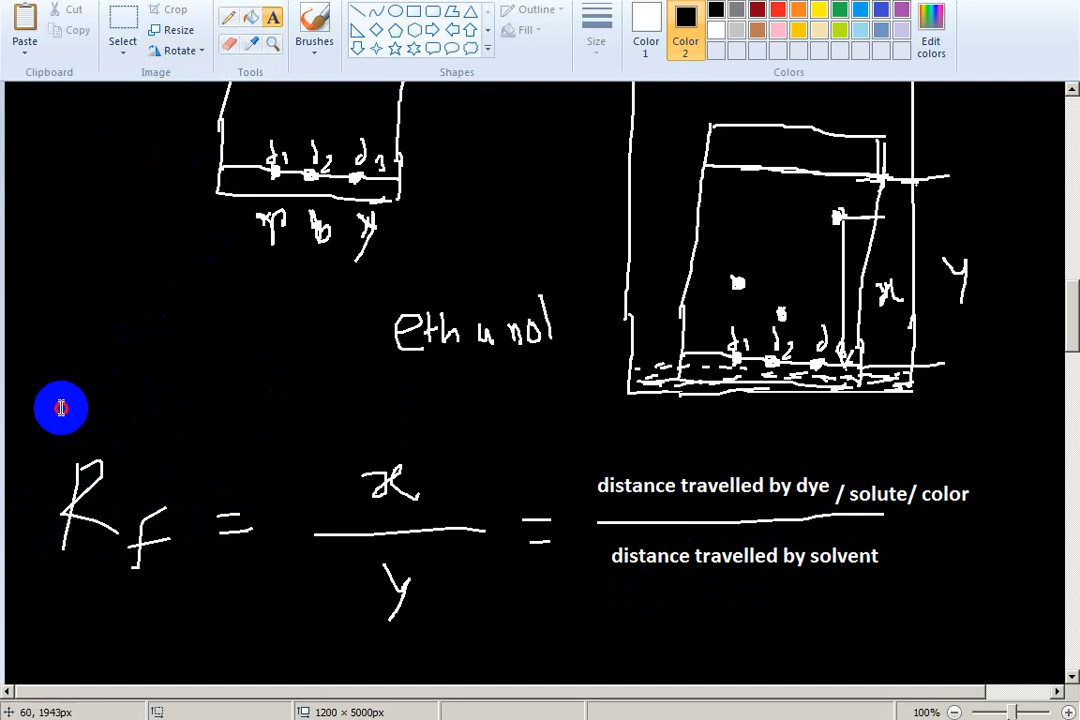 Cut
Crop
Outline
Paste
Copy
Select
Resize
Rotate
Brushes
Fill
Size
Color 1
Color 2
Edit colors
Clipboard
Image
Tools
Shapes
Colors
d1 d2 d3
r b y
ethanol
d1 d2 d
x
y
Rf = x / y =
distance travelled by dye / solute/ color
distance travelled by solvent
60, 1943px
1200 × 5000px
100%